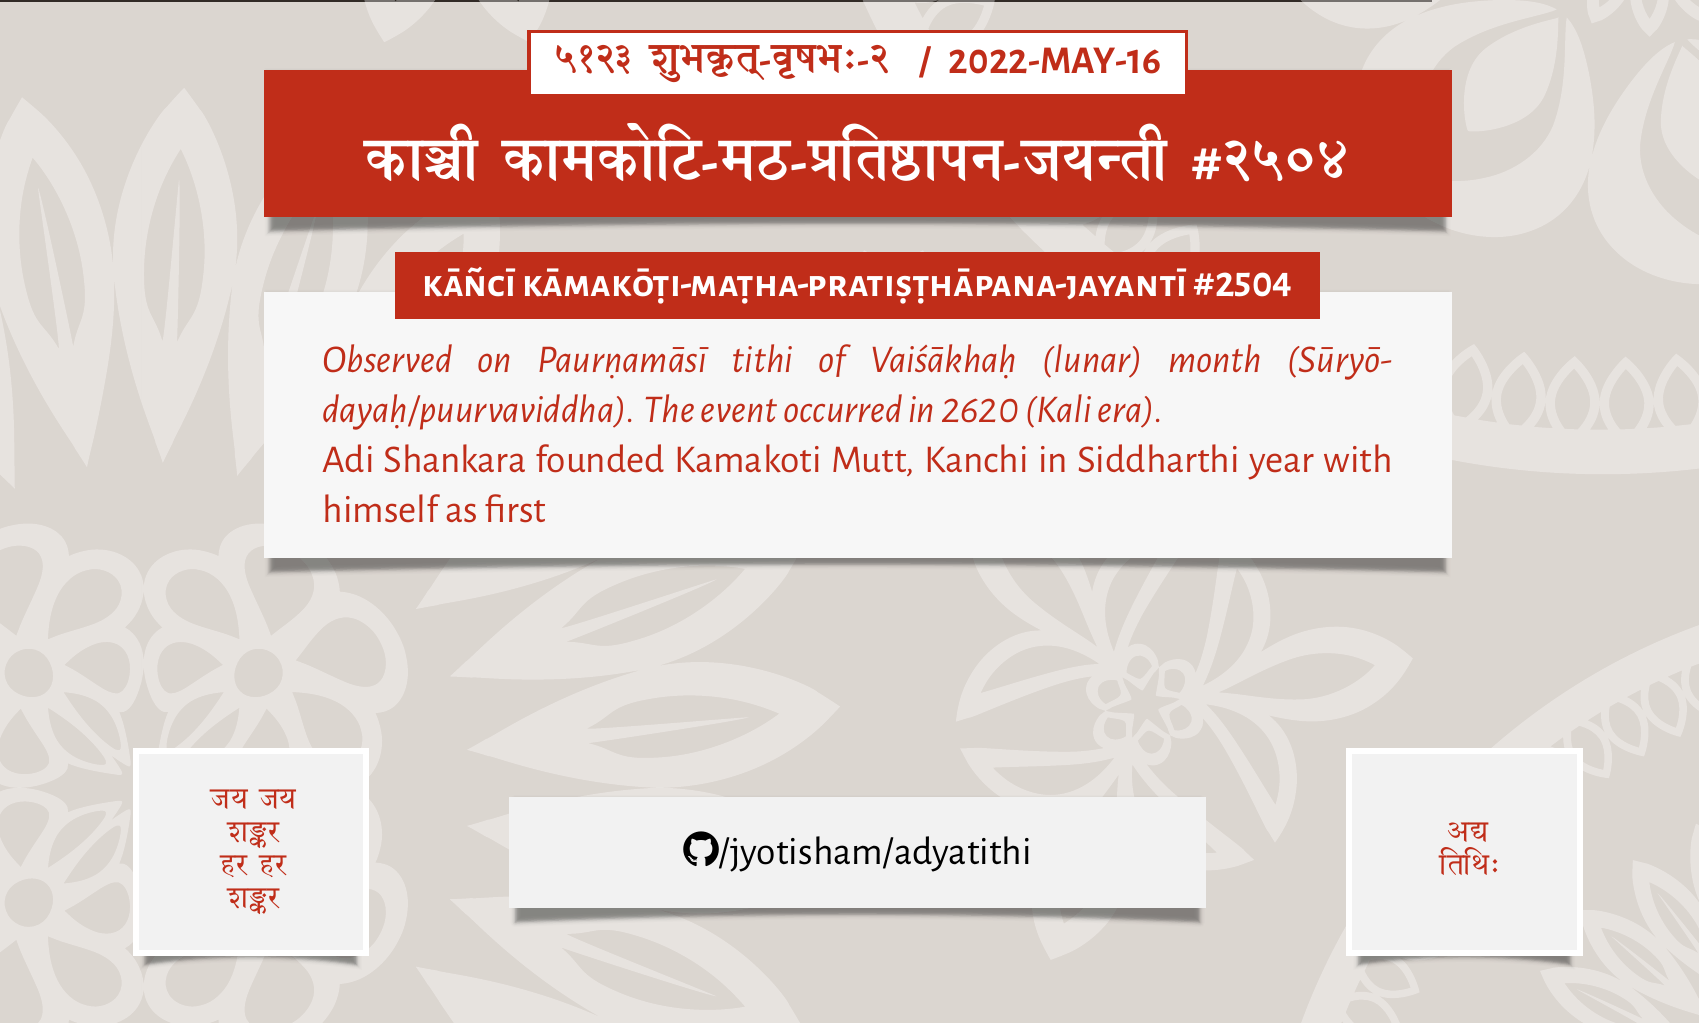 ५१२३ शुभकृत्-वृषभः-२ / 2022-MAY-16
काञ्ची कामकोटि-मठ-प्रतिष्ठापन-जयन्ती #२५०४
KĀÑCĪ KĀMAKŌṬI-MAṬHA-PRATIṢṬHĀPANA-JAYANTĪ #2504
Observed on Paurṇamāsī tithi of Vaiśākhaḥ (lunar) month (Sūryō-
dayaḥ/puurvaviddha). The event occurred in 2620 (Kali era).
Adi Shankara founded Kamakoti Mutt, Kanchi in Siddharthi year with
himself as first
जय जय
शङ्कर
हर हर
शङ्कर
/jyotisham/adyatithi
अद्य
तिथिः